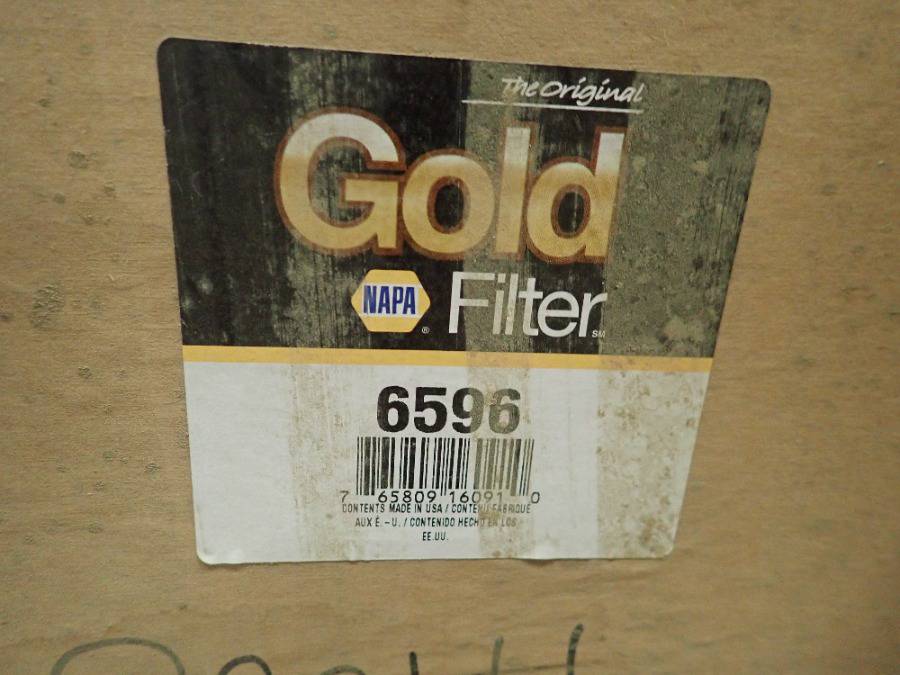 The Original
Gold
NAPA ® Filter SM
6596
7 65809 16091 0
CONTENTS MADE IN USA / CONTENU FABRIQUÉ
AUX É.-U. / CONTENIDO HECHO EN LOS
EE.UU.